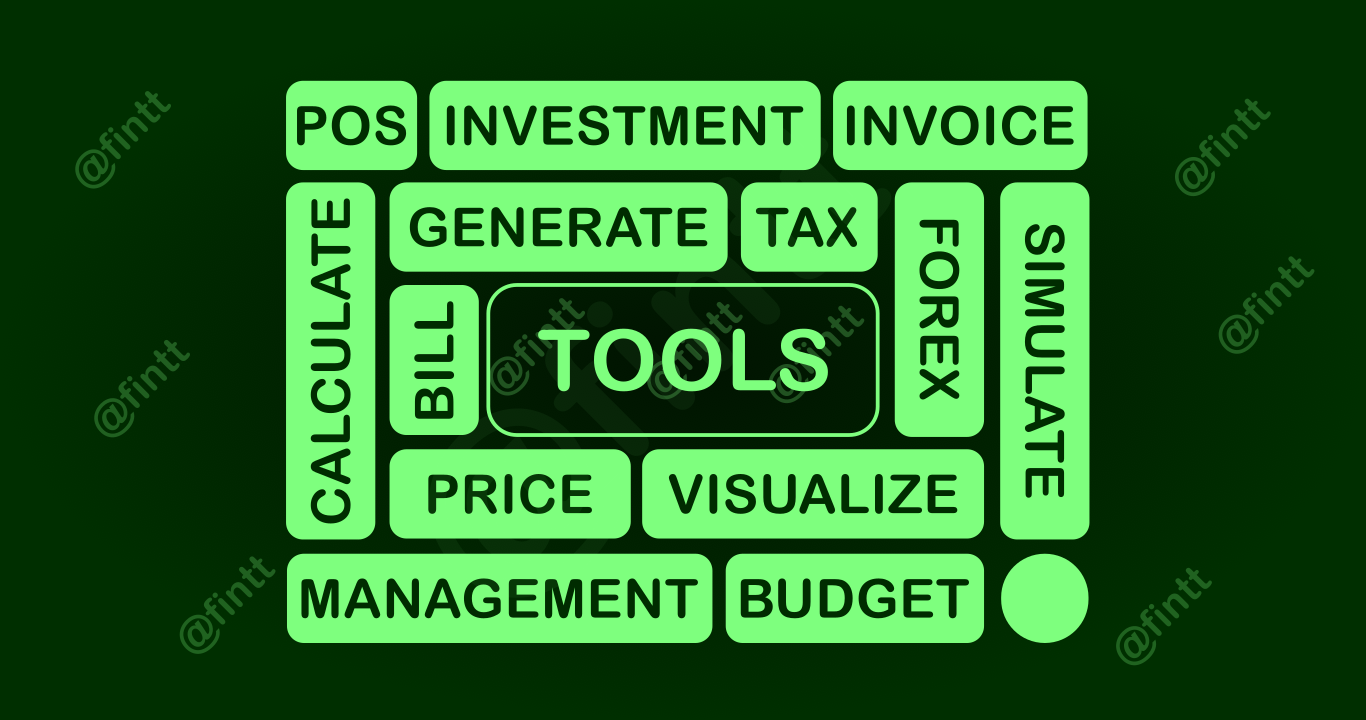 POS INVESTMENT INVOICE
CALCULATE
GENERATE TAX
FOREX
SIMULATE
BILL
TOOLS
PRICE VISUALIZE
MANAGEMENT BUDGET
@fintt
@fintt
@fintt
@fintt
@fintt
@fintt
@fintt
@fintt
@fintt
@fintt